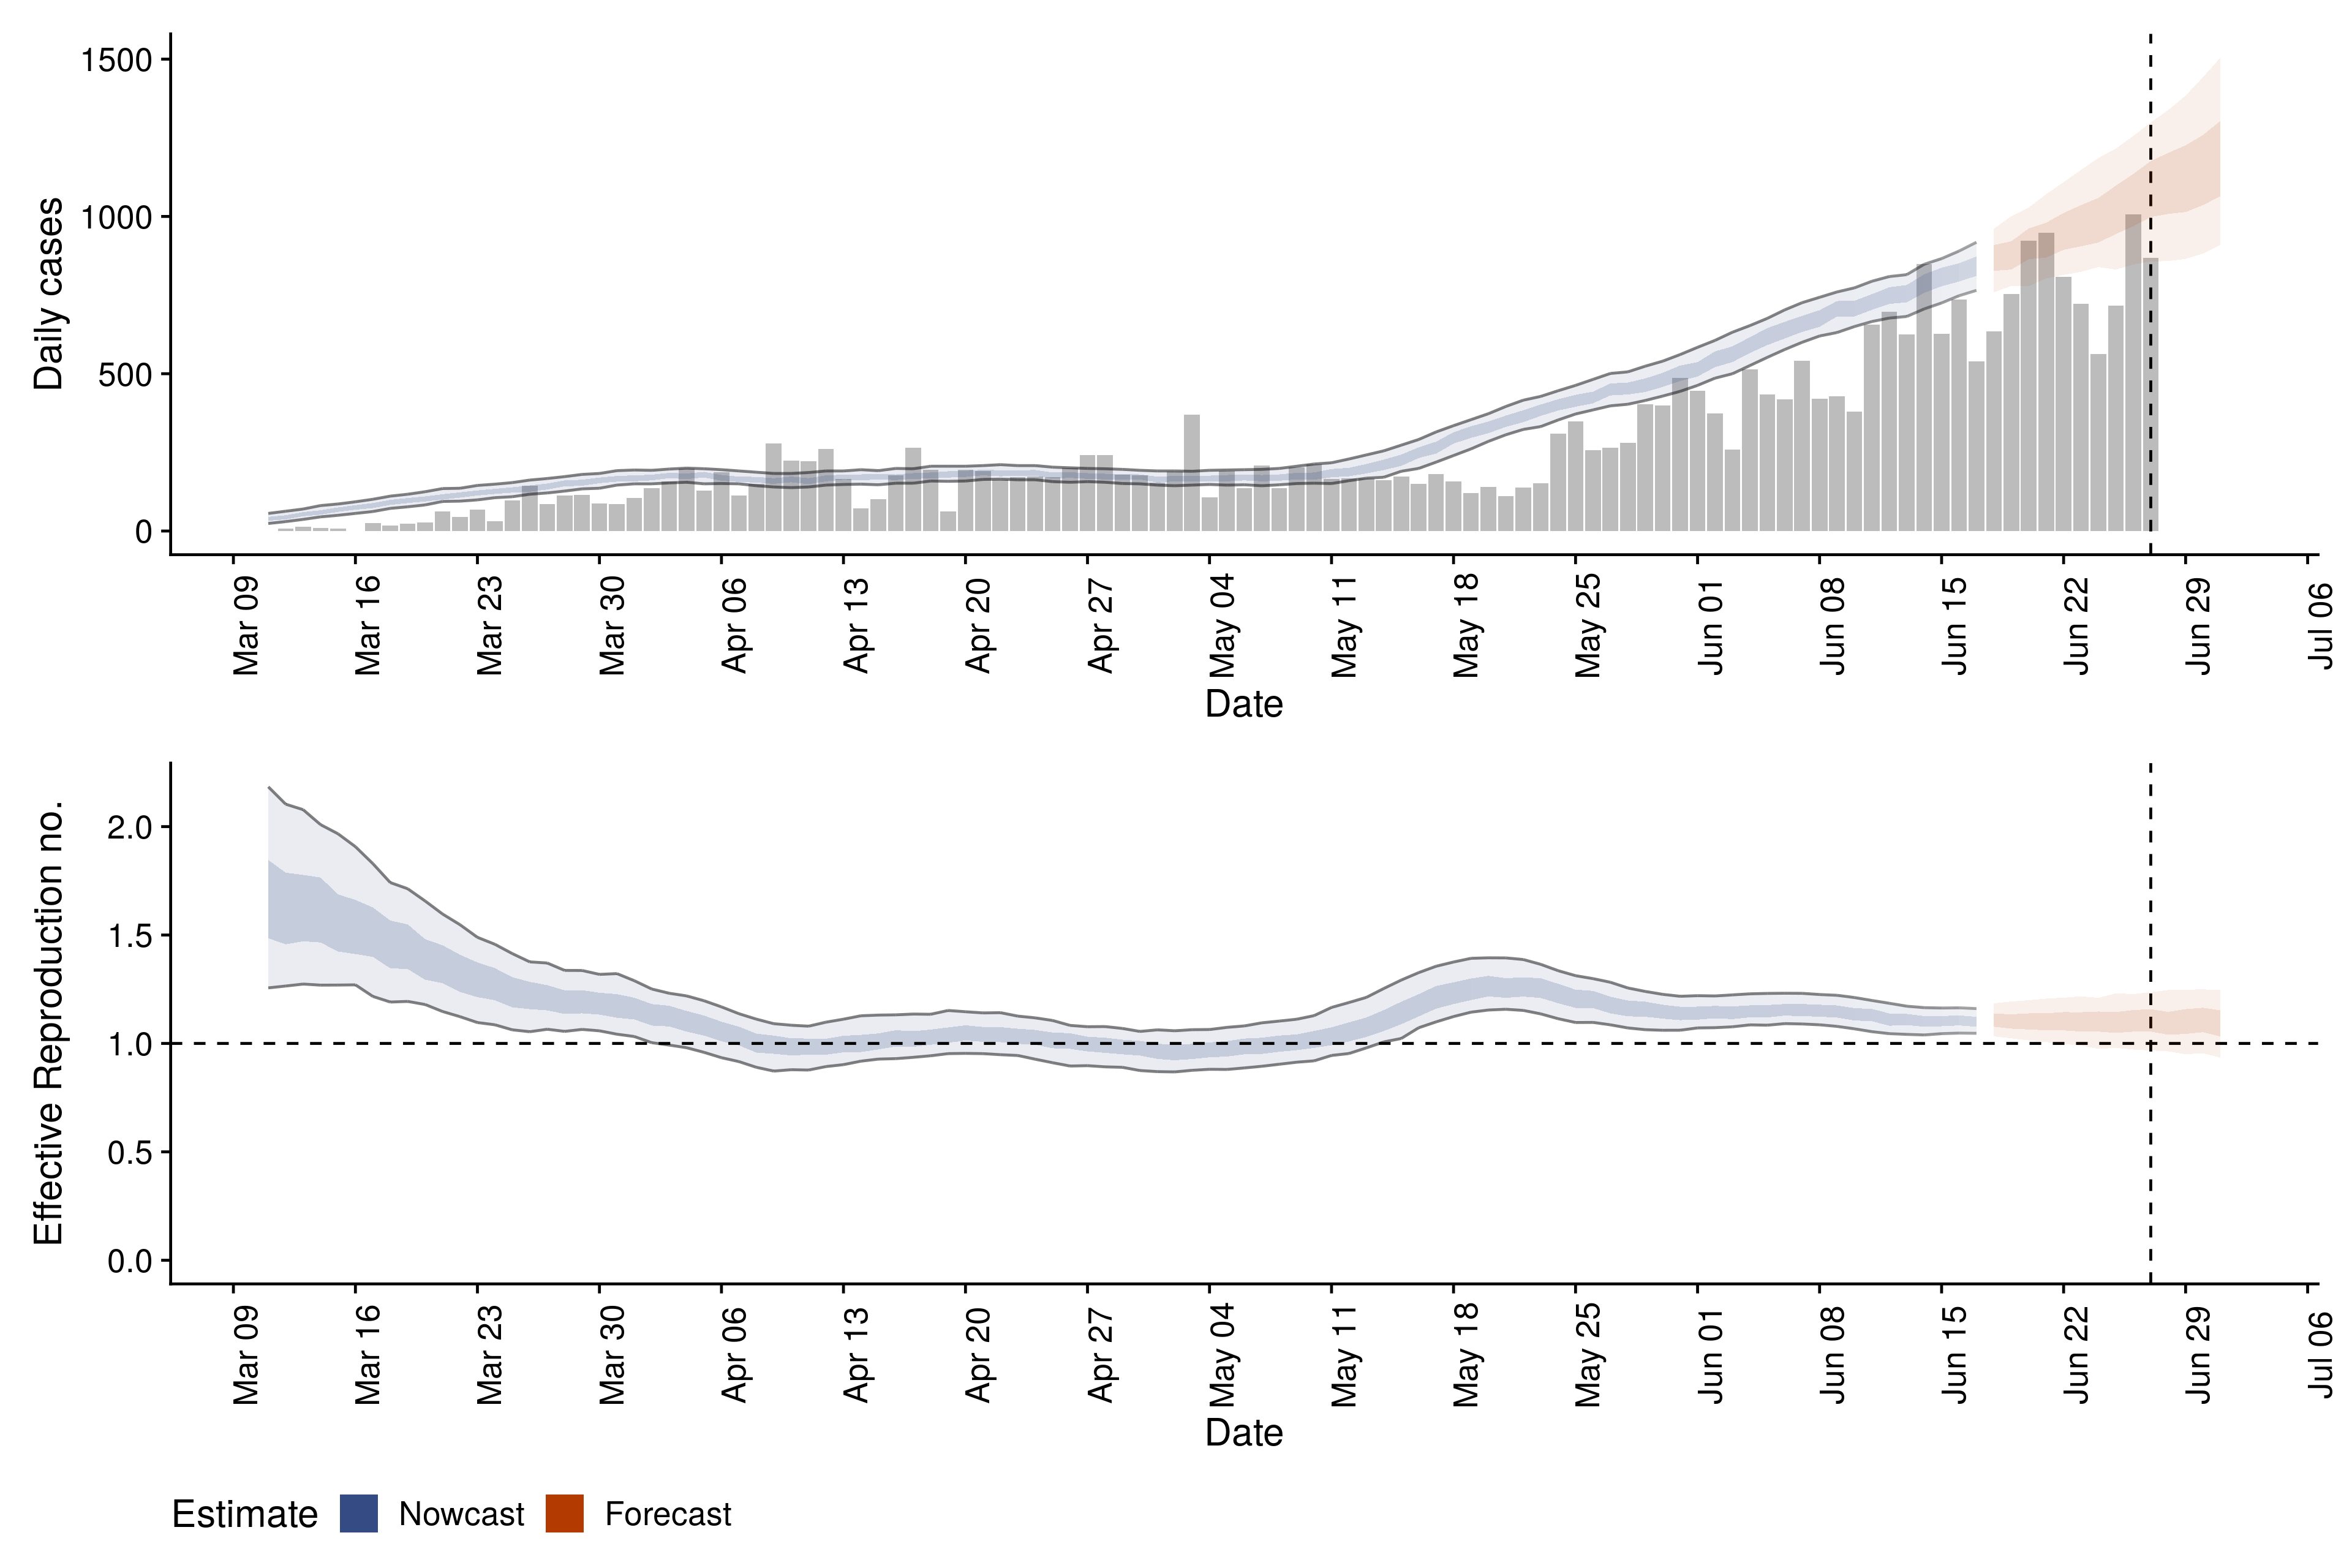 Daily cases
1500
1000
500
0
Mar 09
Mar 16
Mar 23
Mar 30
Apr 06
Apr 13
Apr 20
Apr 27
May 04
May 11
May 18
May 25
Jun 01
Jun 08
Jun 15
Jun 22
Jun 29
Jul 06
Date
Effective Reproduction no.
2.0
1.5
1.0
0.5
0.0
Mar 09
Mar 16
Mar 23
Mar 30
Apr 06
Apr 13
Apr 20
Apr 27
May 04
May 11
May 18
May 25
Jun 01
Jun 08
Jun 15
Jun 22
Jun 29
Jul 06
Date
Estimate Nowcast Forecast